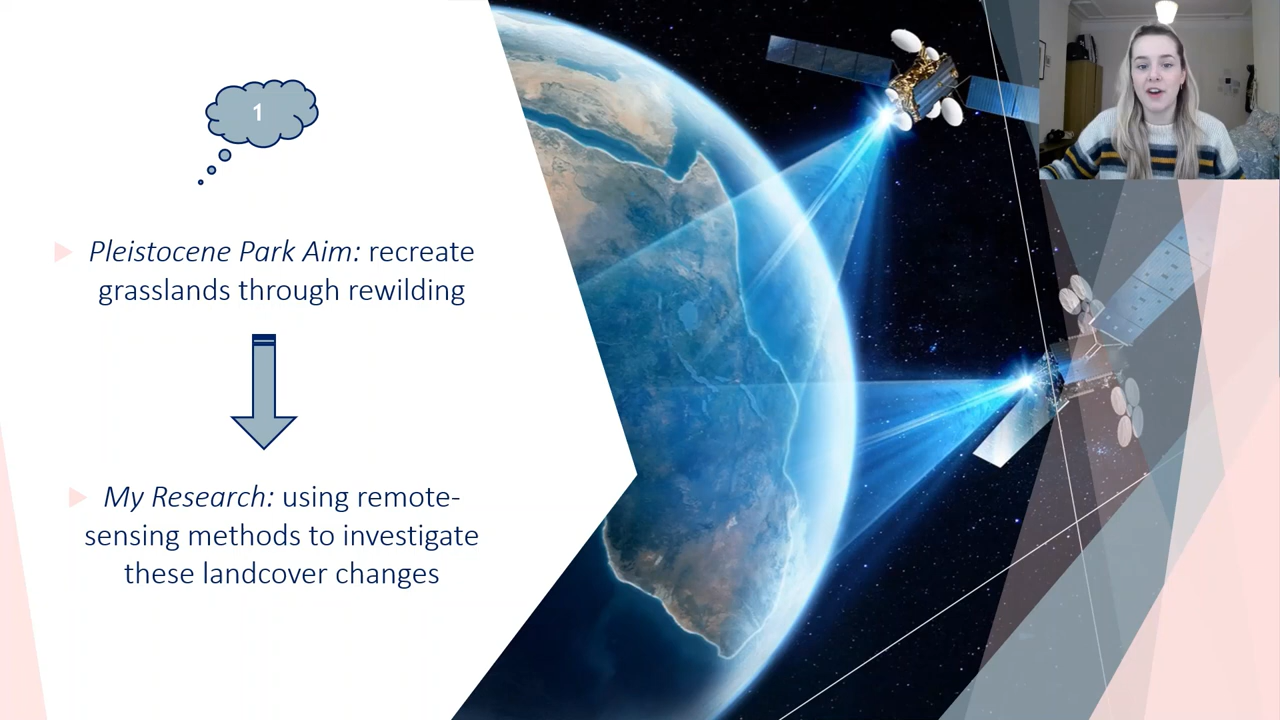 1
Pleistocene Park Aim: recreate
grasslands through rewilding
My Research: using remote-
sensing methods to investigate
these landcover changes